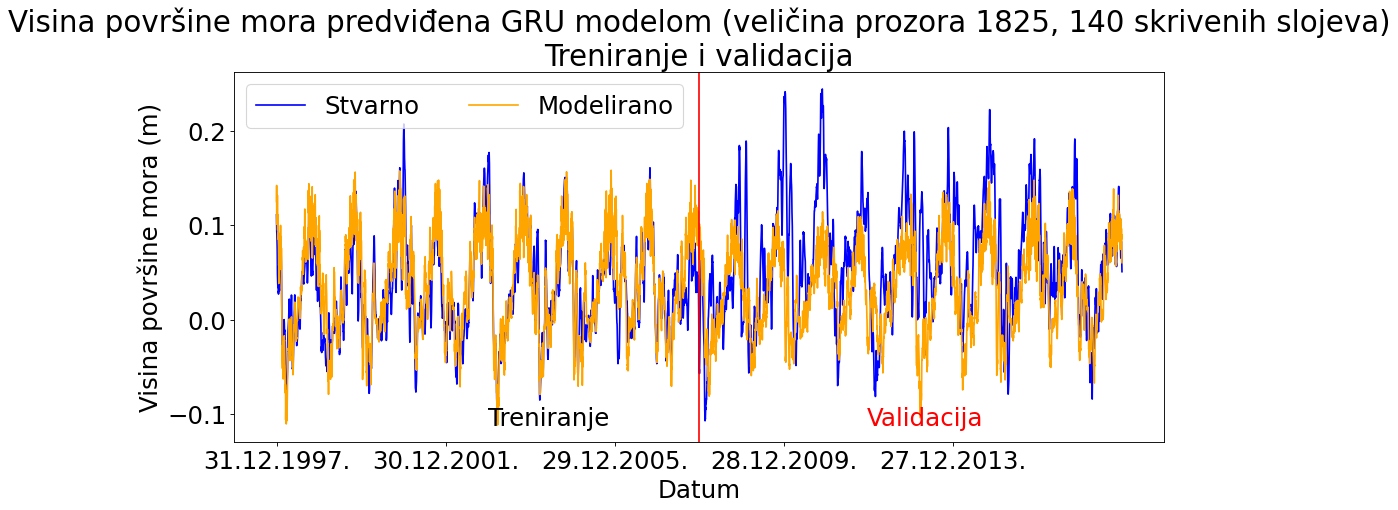 Visina površine mora predviđena GRU modelom (veličina prozora 1825, 140 skrivenih slojeva)
Treniranje i validacija
Stvarno
Modelirano
Visina površine mora (m)
0.2
0.1
0.0
−0.1
Treniranje
Validacija
31.12.1997.
30.12.2001.
29.12.2005.
28.12.2009.
27.12.2013.
Datum